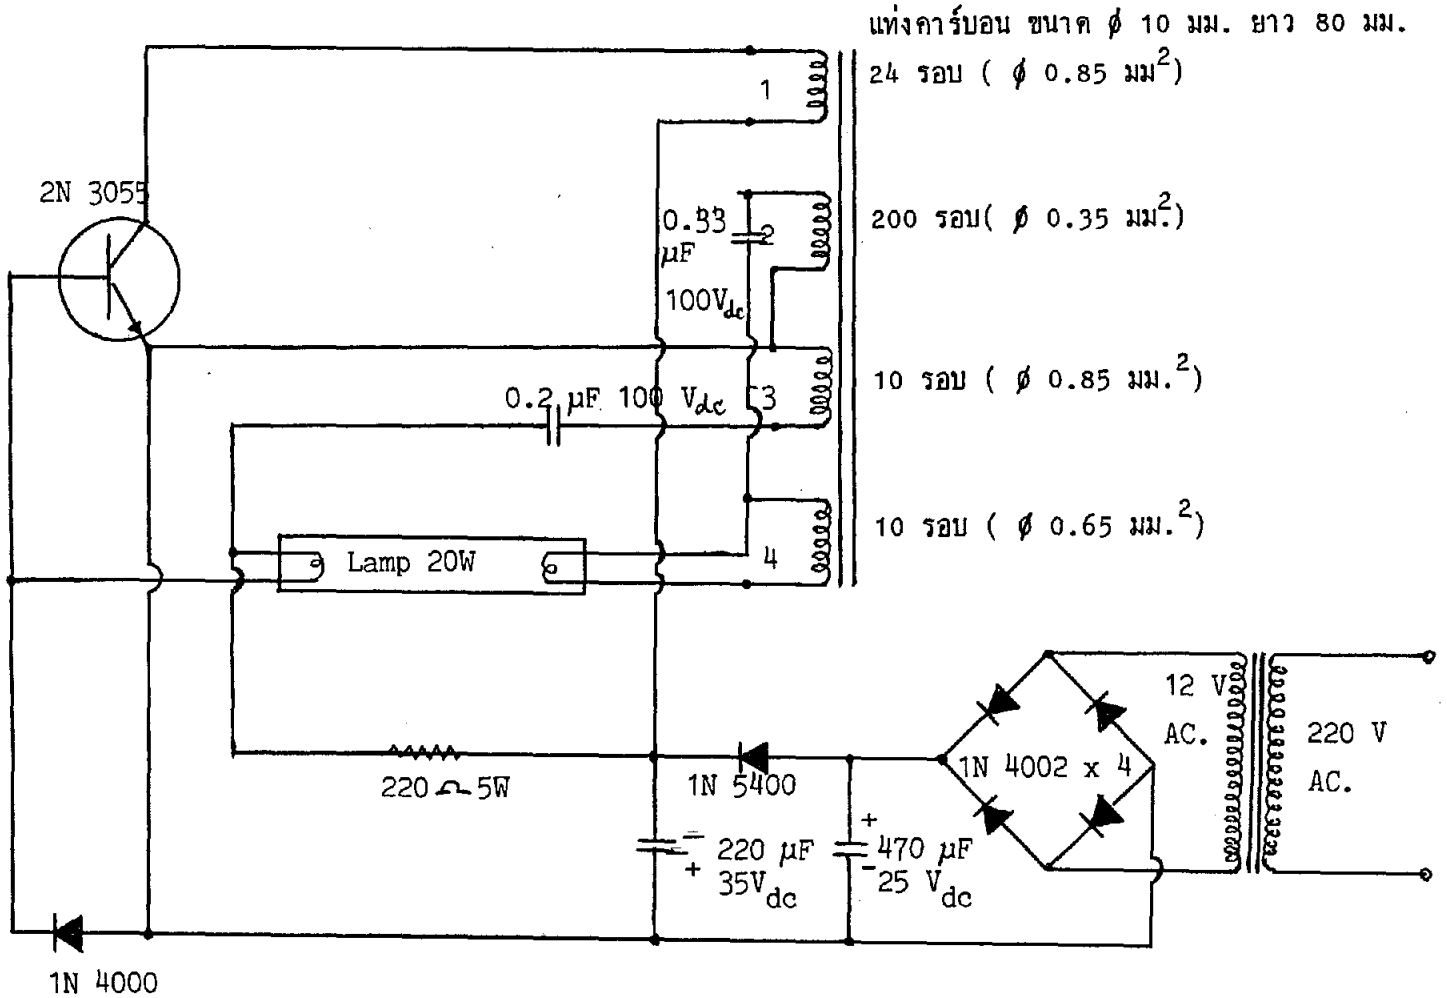 แท่งคาร์บอน ขนาด ϕ 10 มม. ยาว 80 มม.
24 รอบ ( ϕ 0.85 มม²)
1
2N 3055
0.33
µF
2
200 รอบ( ϕ 0.35 มม.²)
100Vdc
10 รอบ ( ϕ 0.85 มม.²)
0.2 µF 100 Vdc
3
10 รอบ ( ϕ 0.65 มม.²)
Lamp 20W
4
12 V
AC.
220 V
AC.
1N 4002 x 4
220 Ω 5W
1N 5400
+
470 µF
-
25 Vdc
-
220 µF
+
35Vdc
1N 4000